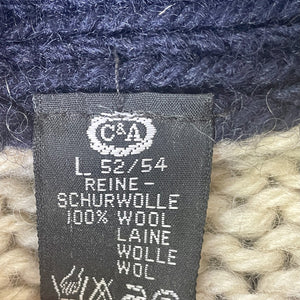 C&A
L 52/54
REINE-
SCHURWOLLE
100% WOOL
LAINE
WOLLE
WOL